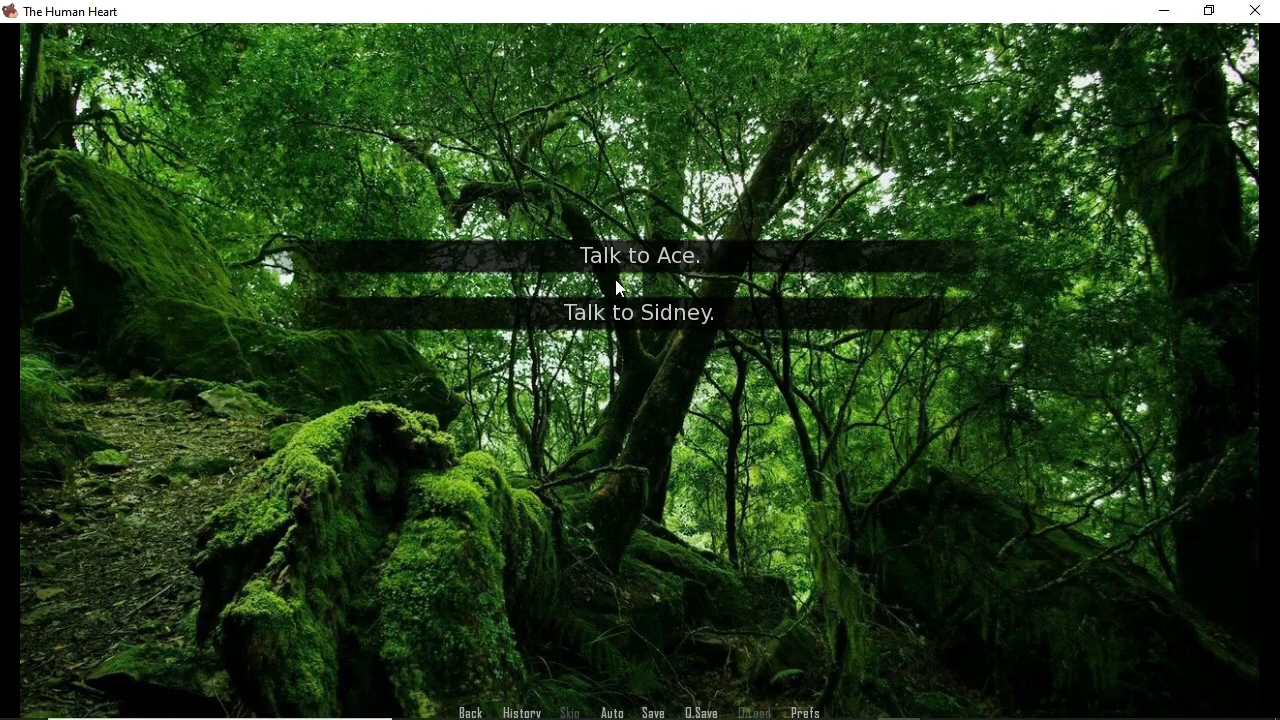 The Human Heart
Talk to Ace.
Talk to Sidney.
Back History Skip Auto Save Q.Save Q.Load Prefs